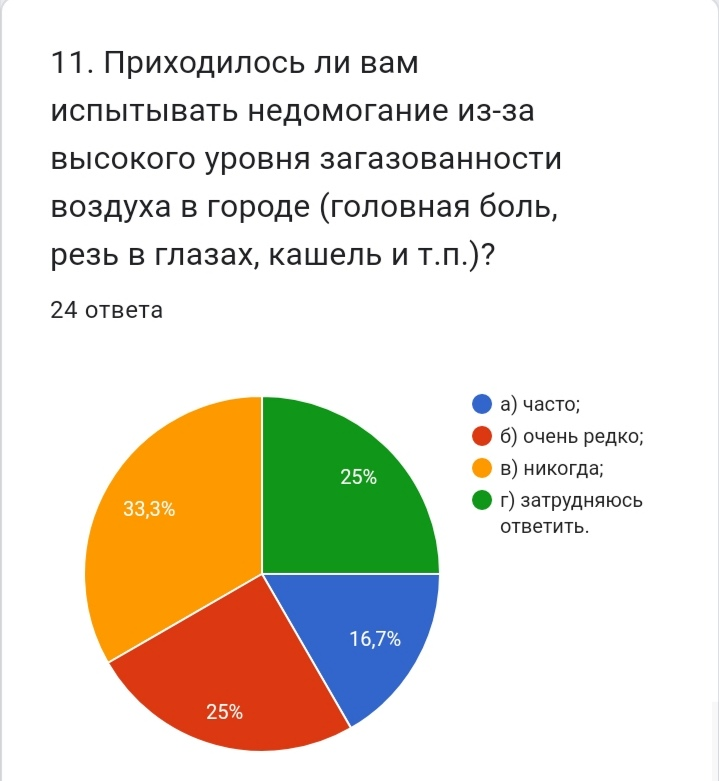 11. Приходилось ли вам
испытывать недомогание из-за
высокого уровня загазованности
воздуха в городе (головная боль,
резь в глазах, кашель и т.п.)?
24 ответа
а) часто;
б) очень редко;
в) никогда;
г) затрудняюсь
ответить.
25%
33,3%
16,7%
25%